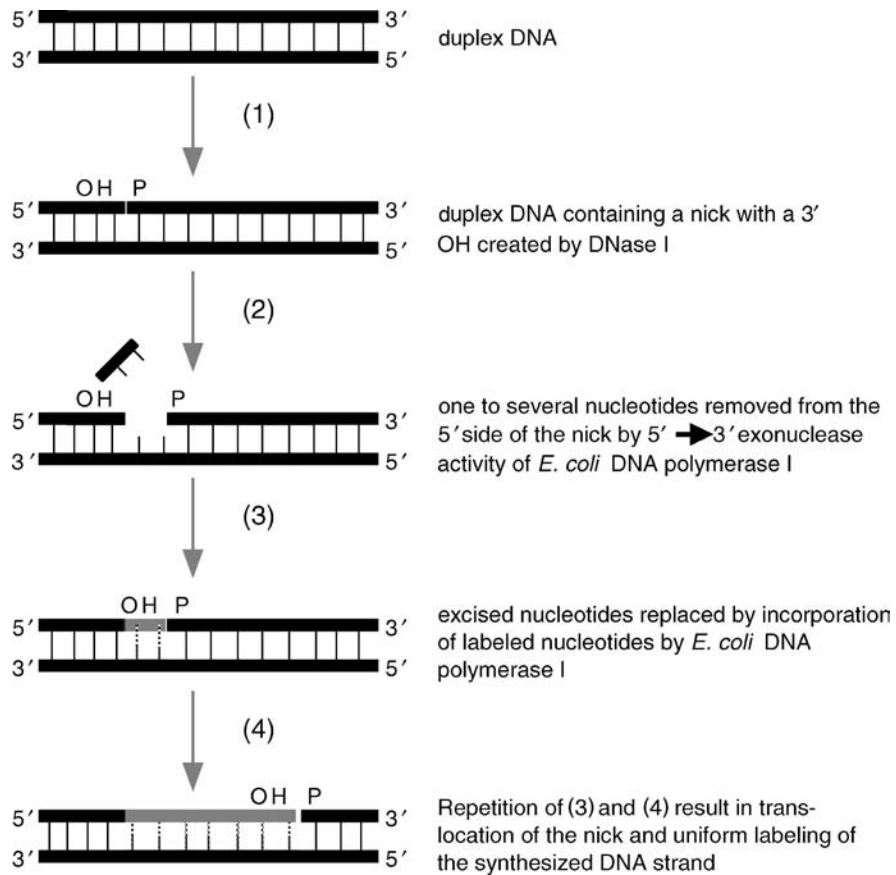 5′ 3′
duplex DNA
3′ 5′
(1)
OH P
5′ 3′
duplex DNA containing a nick with a 3′
OH created by DNase I
3′ 5′
(2)
OH P
5′ 3′
one to several nucleotides removed from the
5′ side of the nick by 5′ → 3′ exonuclease
activity of E. coli DNA polymerase I
3′ 5′
(3)
OH P
5′ 3′
excised nucleotides replaced by incorporation
of labeled nucleotides by E. coli DNA
polymerase I
3′ 5′
(4)
OH P
5′ 3′
Repetition of (3) and (4) result in trans-
location of the nick and uniform labeling of
the synthesized DNA strand
3′ 5′